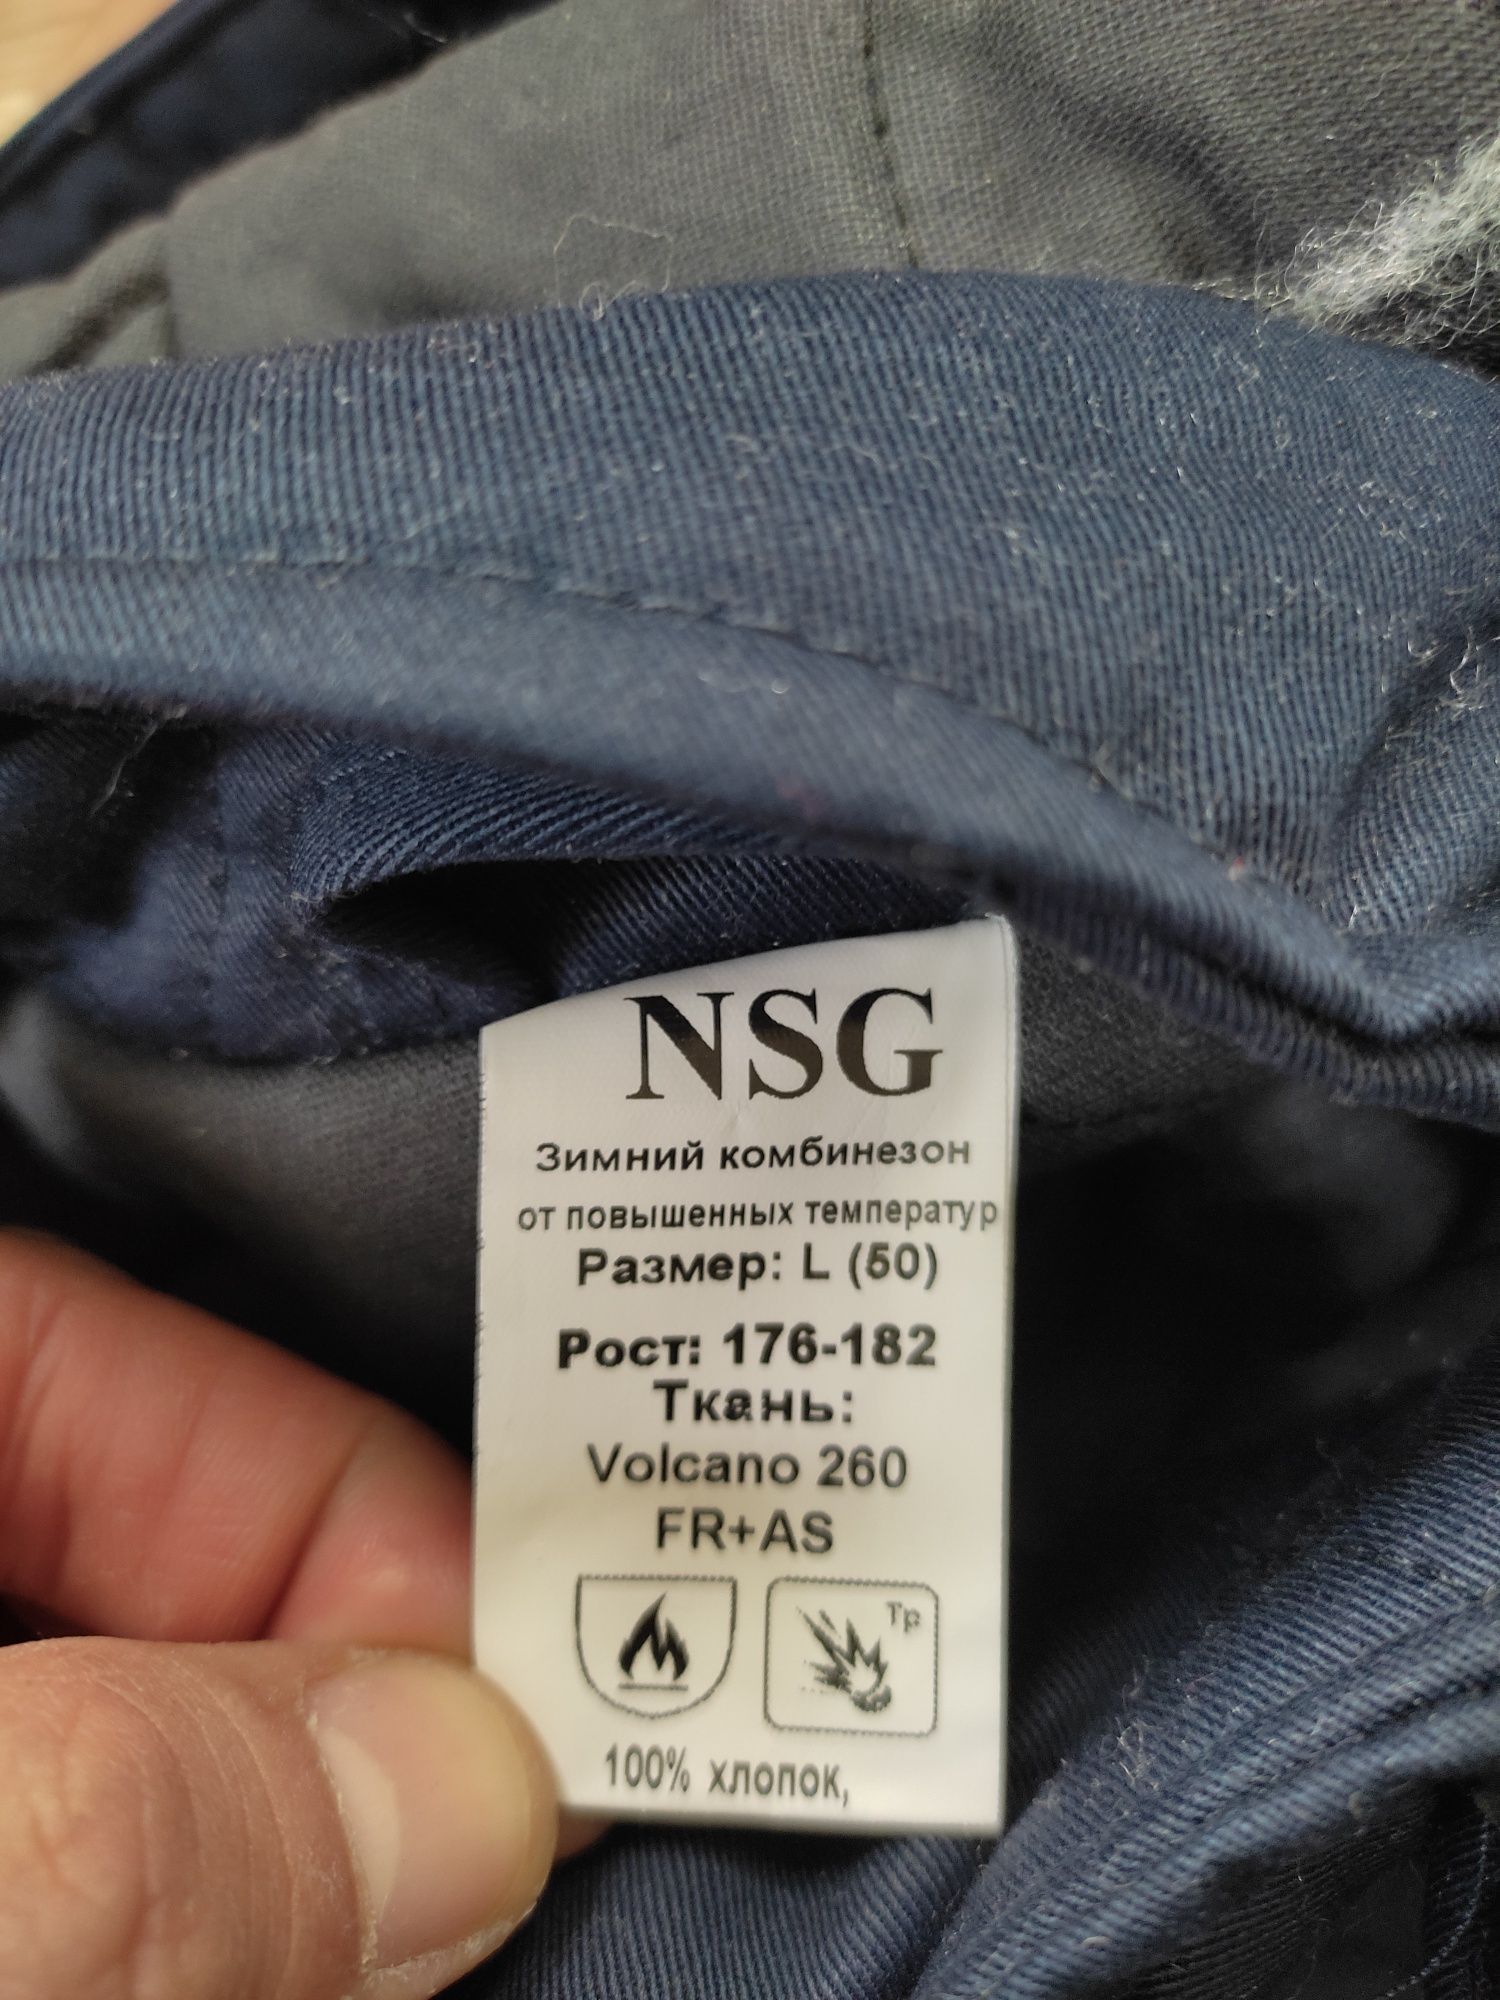 NSG
Зимний комбинезон
от повышенных температур
Размер: L (50)
Рост: 176-182
Ткань:
Volcano 260
FR+AS
Тр
100% хлопок,